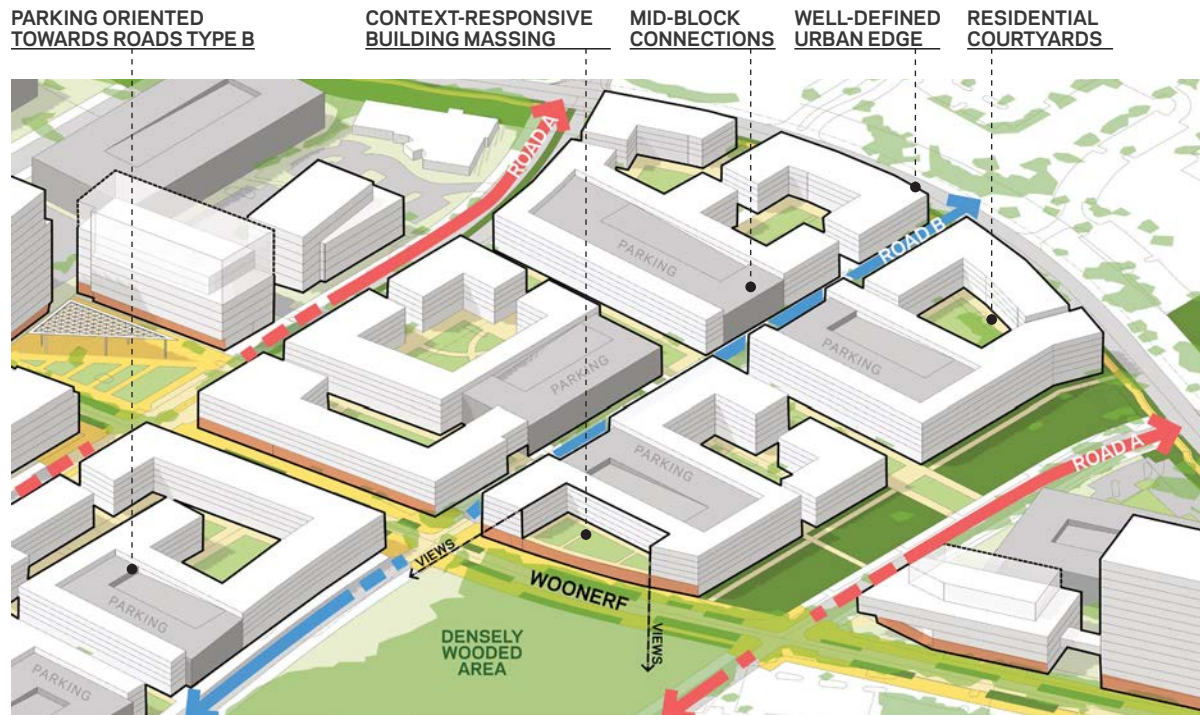 PARKING ORIENTED
TOWARDS ROADS TYPE B
CONTEXT-RESPONSIVE
BUILDING MASSING
MID-BLOCK
CONNECTIONS
WELL-DEFINED
URBAN EDGE
RESIDENTIAL
COURTYARDS
ROAD A
PARKING
ROAD B
PARKING
PARKING
PARKING
ROAD A
VIEWS
WOONERF
PARKING
DENSELY
WOODED
AREA
VIEWS
PARKING